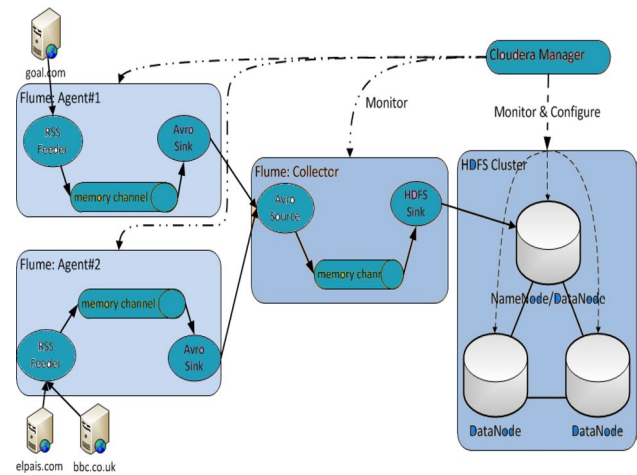 goal.com
Cloudera Manager
Flume: Agent#1
Monitor
Monitor & Configure
RSS
Feeder
Avro
Sink
memory channel
Flume: Collector
HDFS Cluster
Avro
Source
HDFS
Sink
memory chann
Flume: Agent#2
memory channel
NameNode/DataNode
RSS
Feeder
Avro
Sink
DataNode
DataNode
elpais.com
bbc.co.uk